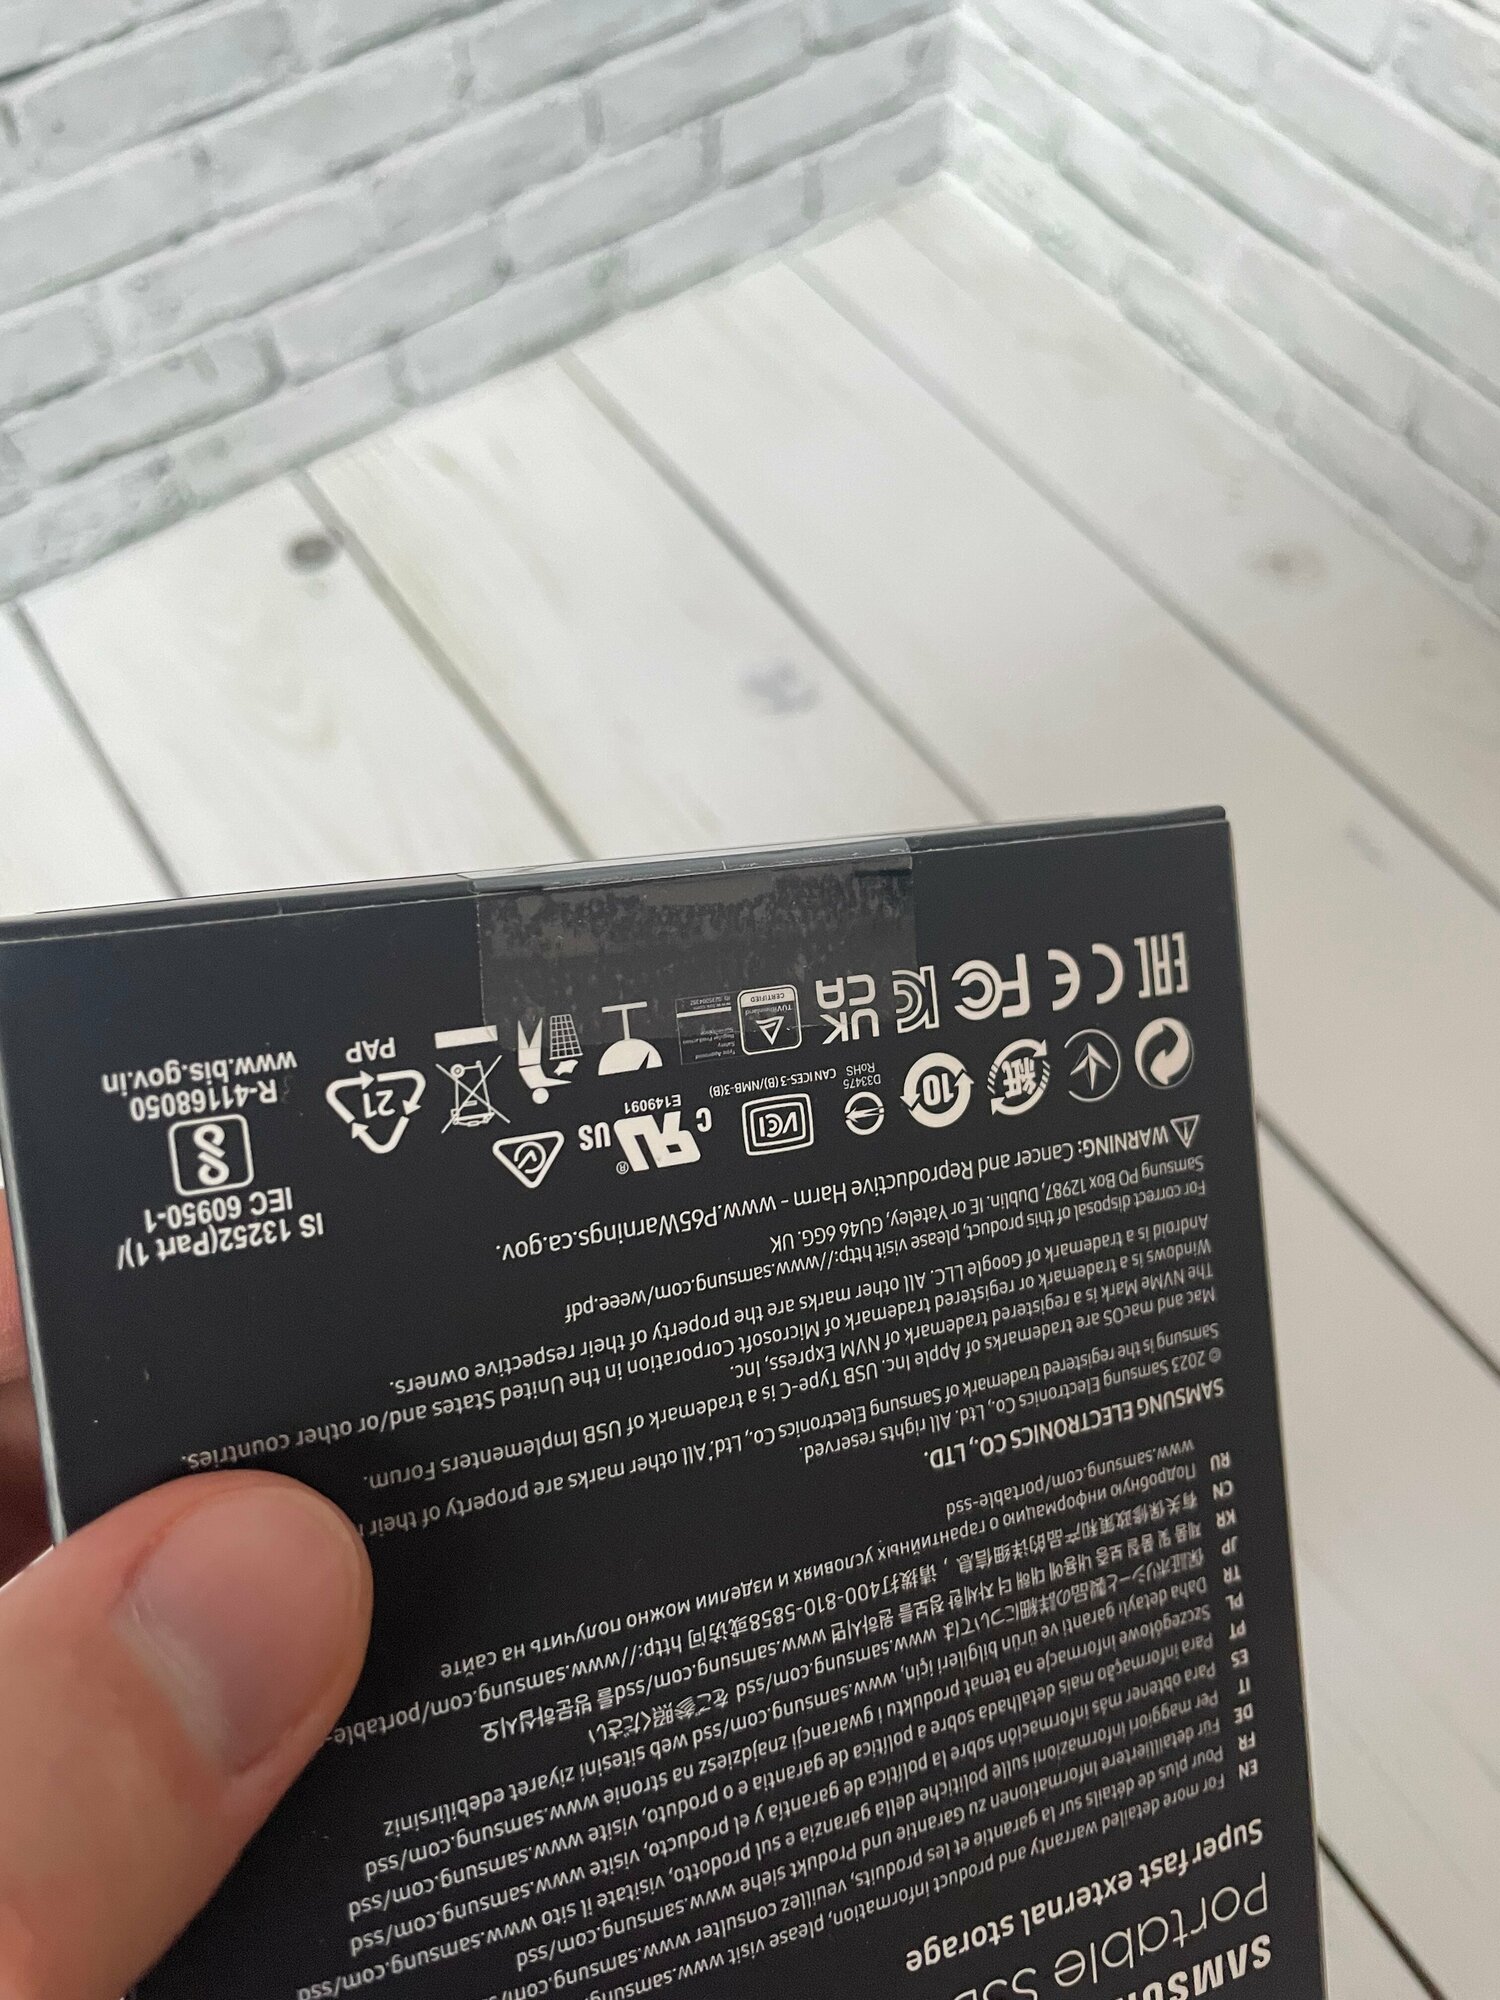 Portable
Superfast external storage
EN For more detailed warranty and product information, please visit www.samsung.com
FR Pour plus de détails sur la garantie et les produits, veuillez consulter www.samsung.com/ssd
DE Für detailliertere Informationen zu Garantie und Produkt siehe www.samsung.com/ssd
IT Per maggiori informazioni sulle politiche della garanzia e sul prodotto, visitate il sito www.samsung.com/ssd
ES Para obtener más información sobre la política de garantía y el producto, visite www.samsung.com/ssd
PT Para informação mais detalhada sobre a política de garantia e o produto, visite www.samsung.com/ssd
PL Szczegółowe informacje na temat produktu i gwarancji znajdziesz na stronie www.samsung.com/ssd
TR Daha detaylı garanti ve ürün bilgileri için, www.samsung.com/ssd web sitesini ziyaret edebilirsiniz
JP 保証ポリシーと製品の詳細については www.samsung.com/ssd をご参照ください
KR 제품 및 품질 보증 내용에 대해 더 자세한 정보를 원하시면 www.samsung.com/ssd를 방문하십시오
CN 有关保修政策和产品的详细信息，请拨打400-810-5858或访问 http://www.samsung.com/portable-
RU Подробную информацию о гарантийных условиях и изделии можно получить на сайте
www.samsung.com/portable-ssd
SAMSUNG ELECTRONICS CO., LTD.
© 2023 Samsung Electronics Co., Ltd. All rights reserved.
Samsung is the registered trademark of Samsung Electronics Co., Ltd. All other marks are property of their
Mac and macOS are trademarks of Apple Inc. USB Type-C is a trademark of USB Implementers Forum.
The NVMe Mark is a registered trademark of NVM Express, Inc.
Windows is a trademark or registered trademark of Microsoft Corporation in the United States and/or other countries.
Android is a trademark of Google LLC. All other marks are the property of their respective owners.
For correct disposal of this product, please visit http://www.samsung.com/weee.pdf
Samsung PO Box 12987, Dublin. IE or Yateley, GU46 6GG. UK
WARNING: Cancer and Reproductive Harm – www.P65Warnings.ca.gov.
IS 13252(Part 1)/
IEC 60950-1
R-41168050
www.bis.gov.in
紙
10
D33475
RoHS
VCI
CAN ICES-3(B)/NMB-3(B)
C RU US
®
E149091
21
PAP
EAC
CE
FC
UK
CA
TÜVRheinland
CERTIFIED
Type Approved
Safety
Regular Production
Surveillance